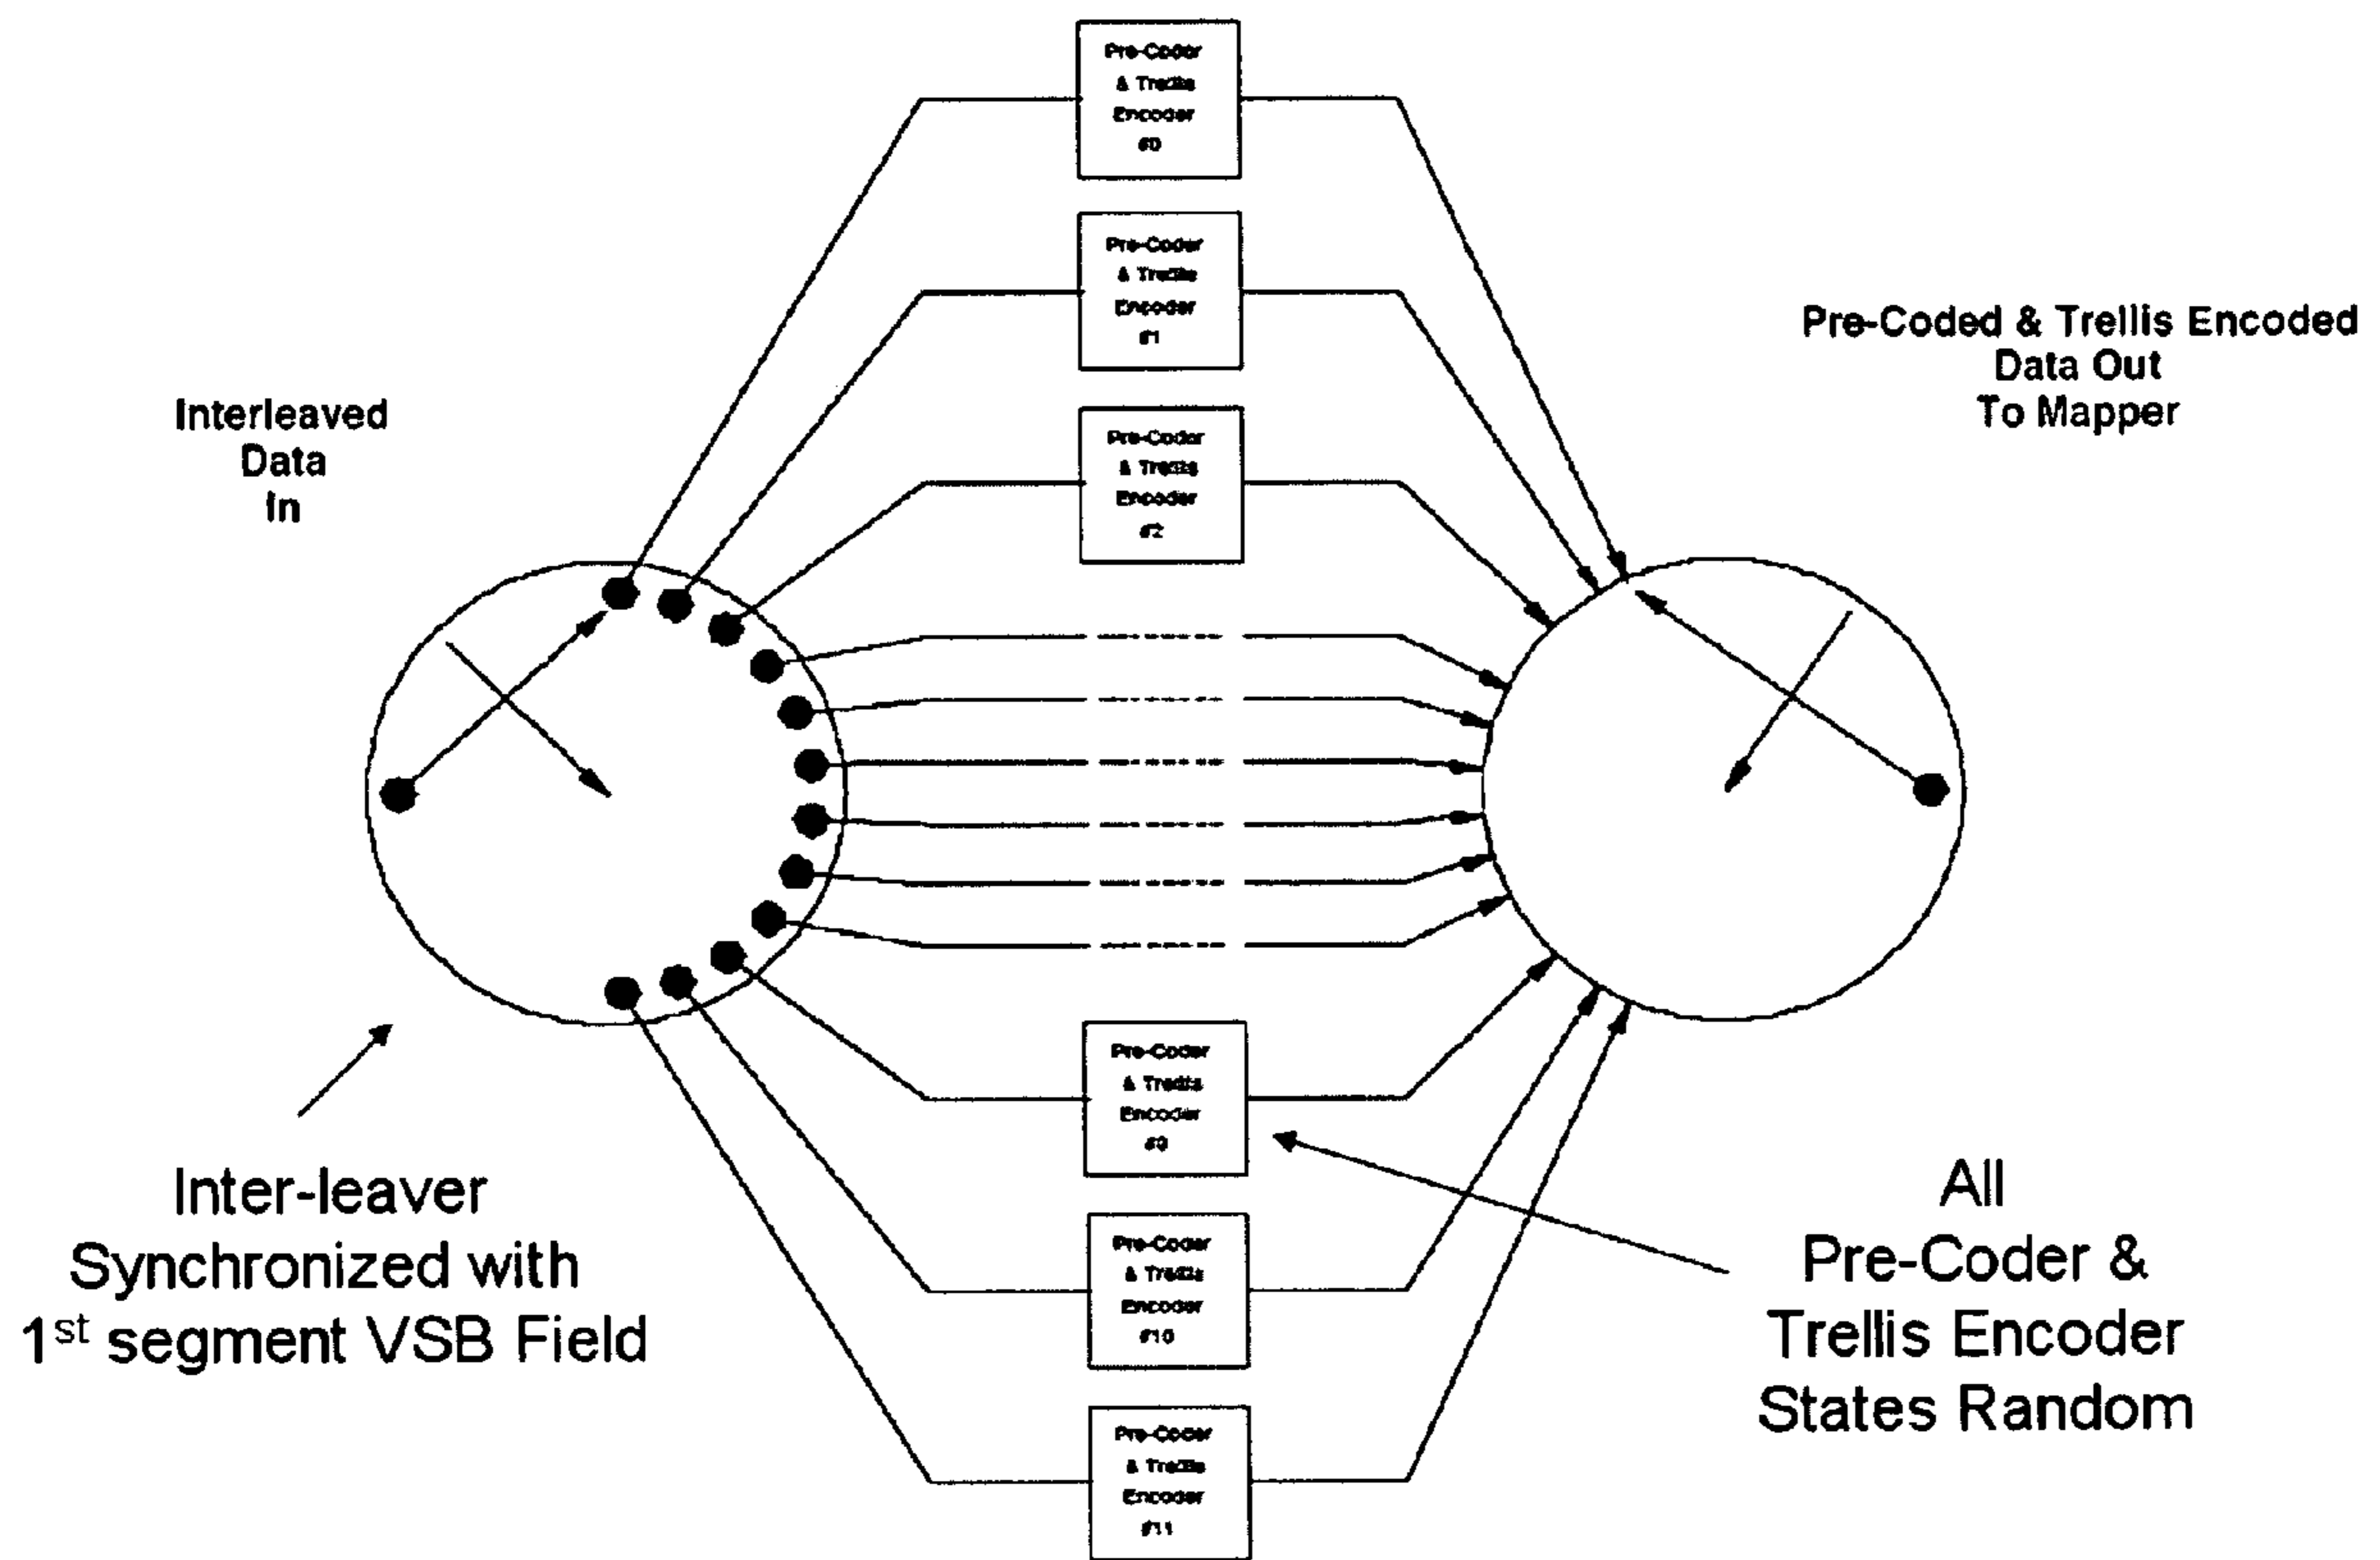 Pre-Coder
& Trellis
Encoder
#0
Pre-Coder
& Trellis
Encoder
#1
Pre-Coder
& Trellis
Encoder
#2
Interleaved
Data
In
Pre-Coded & Trellis Encoded
Data Out
To Mapper
Pre-Coder
& Trellis
Encoder
#9
Pre-Coder
& Trellis
Encoder
#10
Pre-Coder
& Trellis
Encoder
#11
Inter-leaver
Synchronized with
1st segment VSB Field
All
Pre-Coder &
Trellis Encoder
States Random